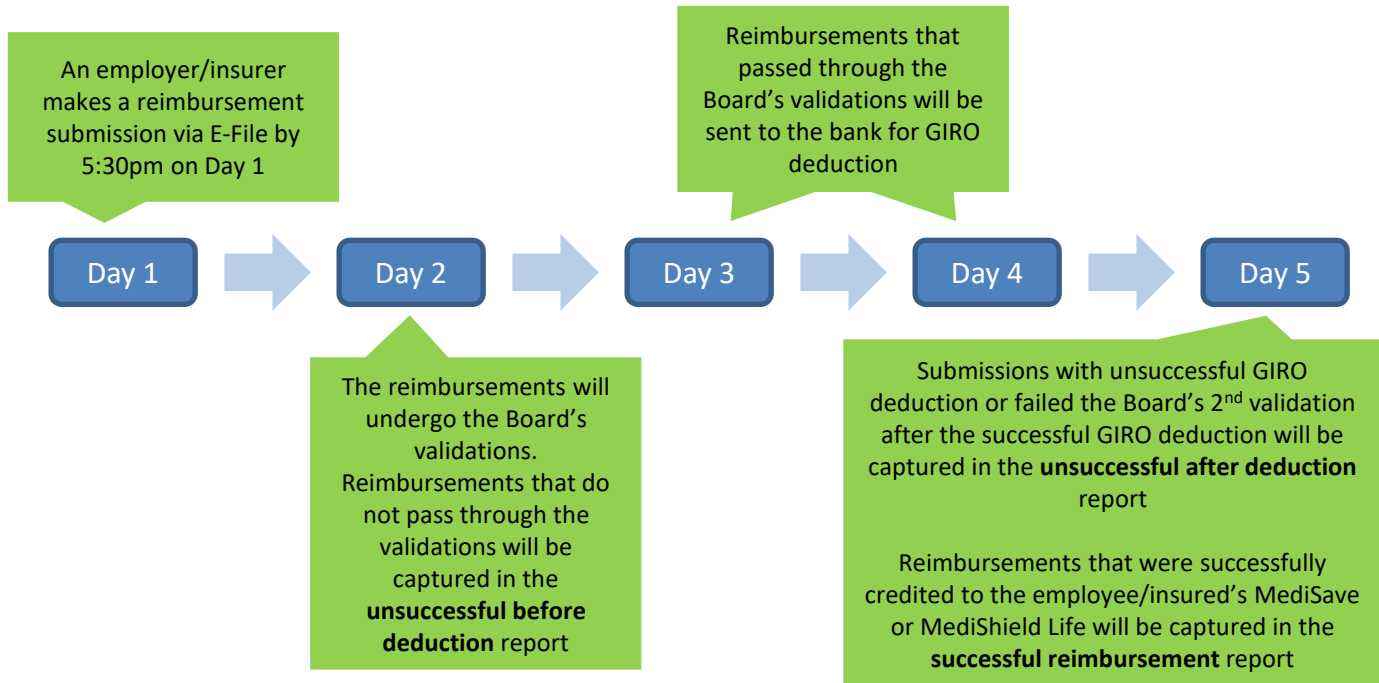 An employer/insurer
makes a reimbursement
submission via E-File by
5:30pm on Day 1
Reimbursements that
passed through the
Board’s validations will be
sent to the bank for GIRO
deduction
Day 1
Day 2
Day 3
Day 4
Day 5
The reimbursements will
undergo the Board’s
validations.
Reimbursements that do
not pass through the
validations will be
captured in the
unsuccessful before
deduction report
Submissions with unsuccessful GIRO
deduction or failed the Board’s 2nd validation
after the successful GIRO deduction will be
captured in the unsuccessful after deduction
report
Reimbursements that were successfully
credited to the employee/insured’s MediSave
or MediShield Life will be captured in the
successful reimbursement report